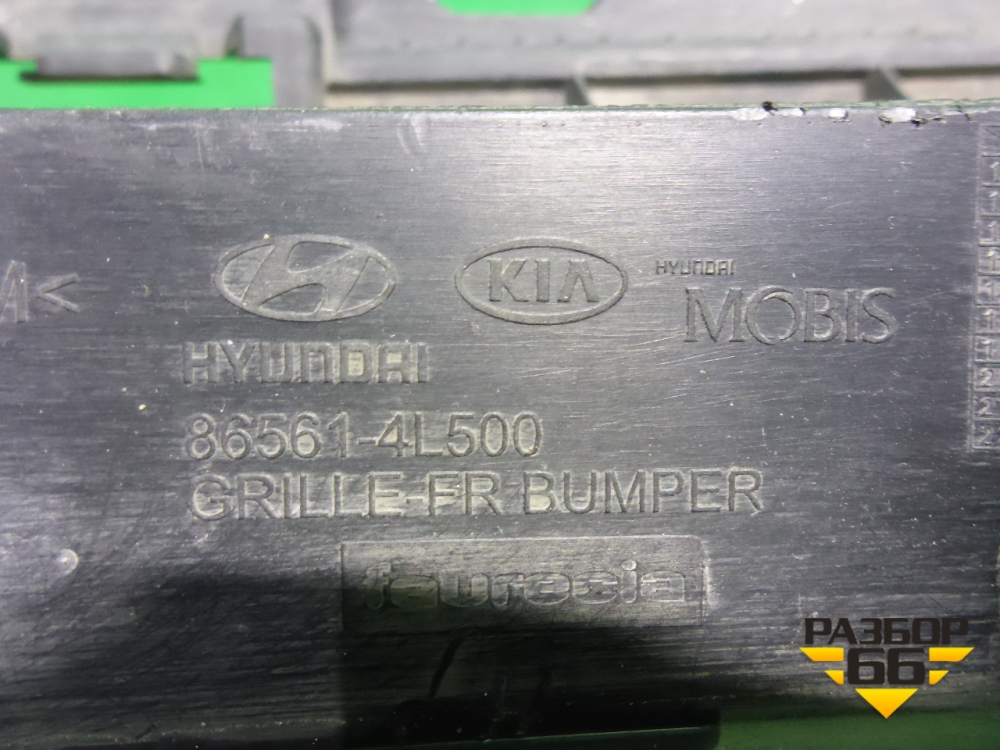 A<
KIA
HYUNDAI
MOBIS
HYUNDAI
86561-4L500
GRILLE-FR BUMPER
faurecia
РАЗБОР
66